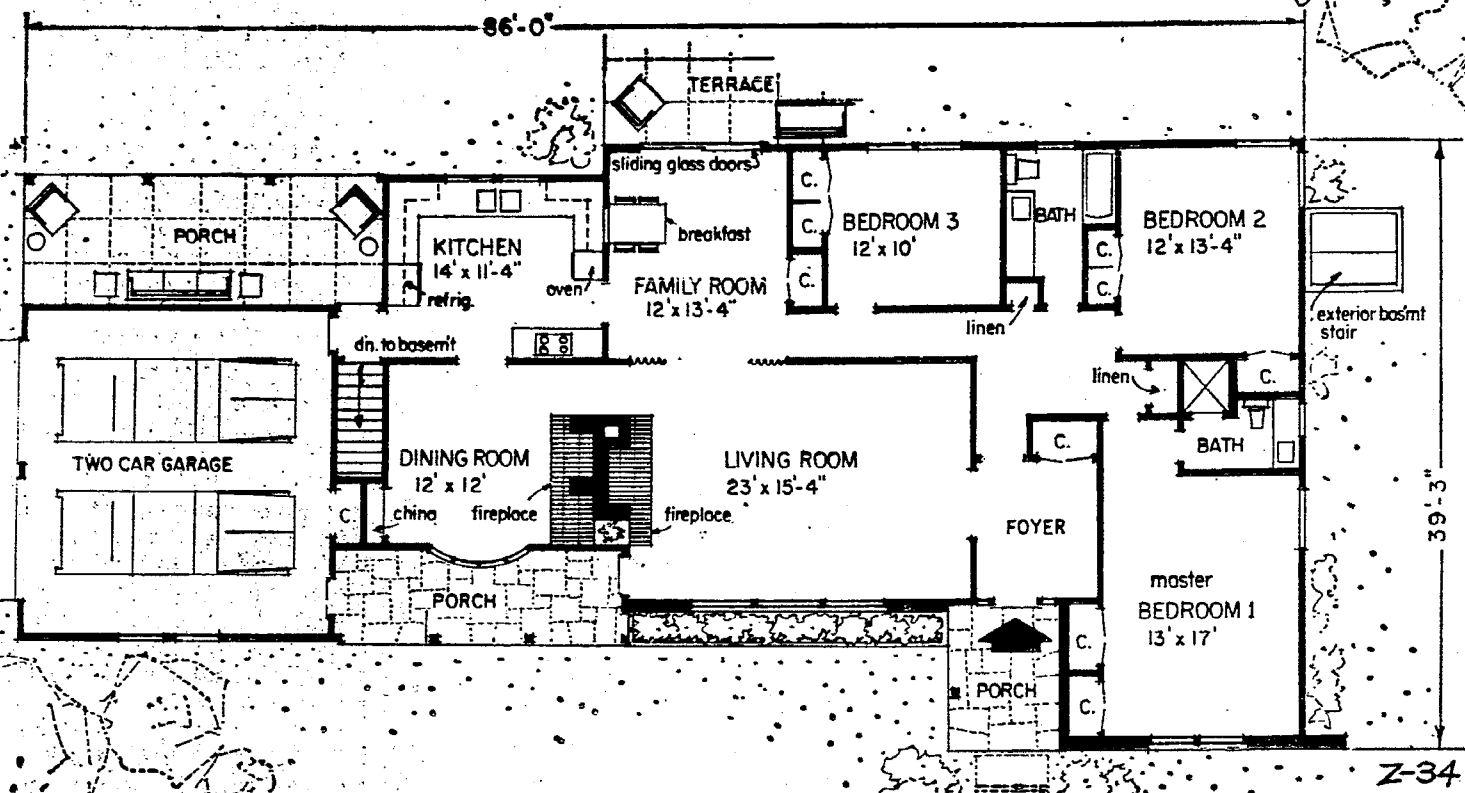 86'-0"
TERRACE
sliding glass doors
C.
C.
C.
BEDROOM 3
12' x 10'
BATH
BEDROOM 2
12' x 13'-4"
C.
C.
PORCH
KITCHEN
14' x 11'-4"
refrig.
oven
breakfast
FAMILY ROOM
12' x 13'-4"
linen
exterior bas'mt
stair
dn. to basem't
linen
C.
TWO CAR GARAGE
DINING ROOM
12' x 12'
C
china
fireplace
fireplace
LIVING ROOM
23' x 15'-4"
C.
BATH
FOYER
39'-3"
PORCH
master
BEDROOM 1
13' x 17'
C.
C.
PORCH
Z-34